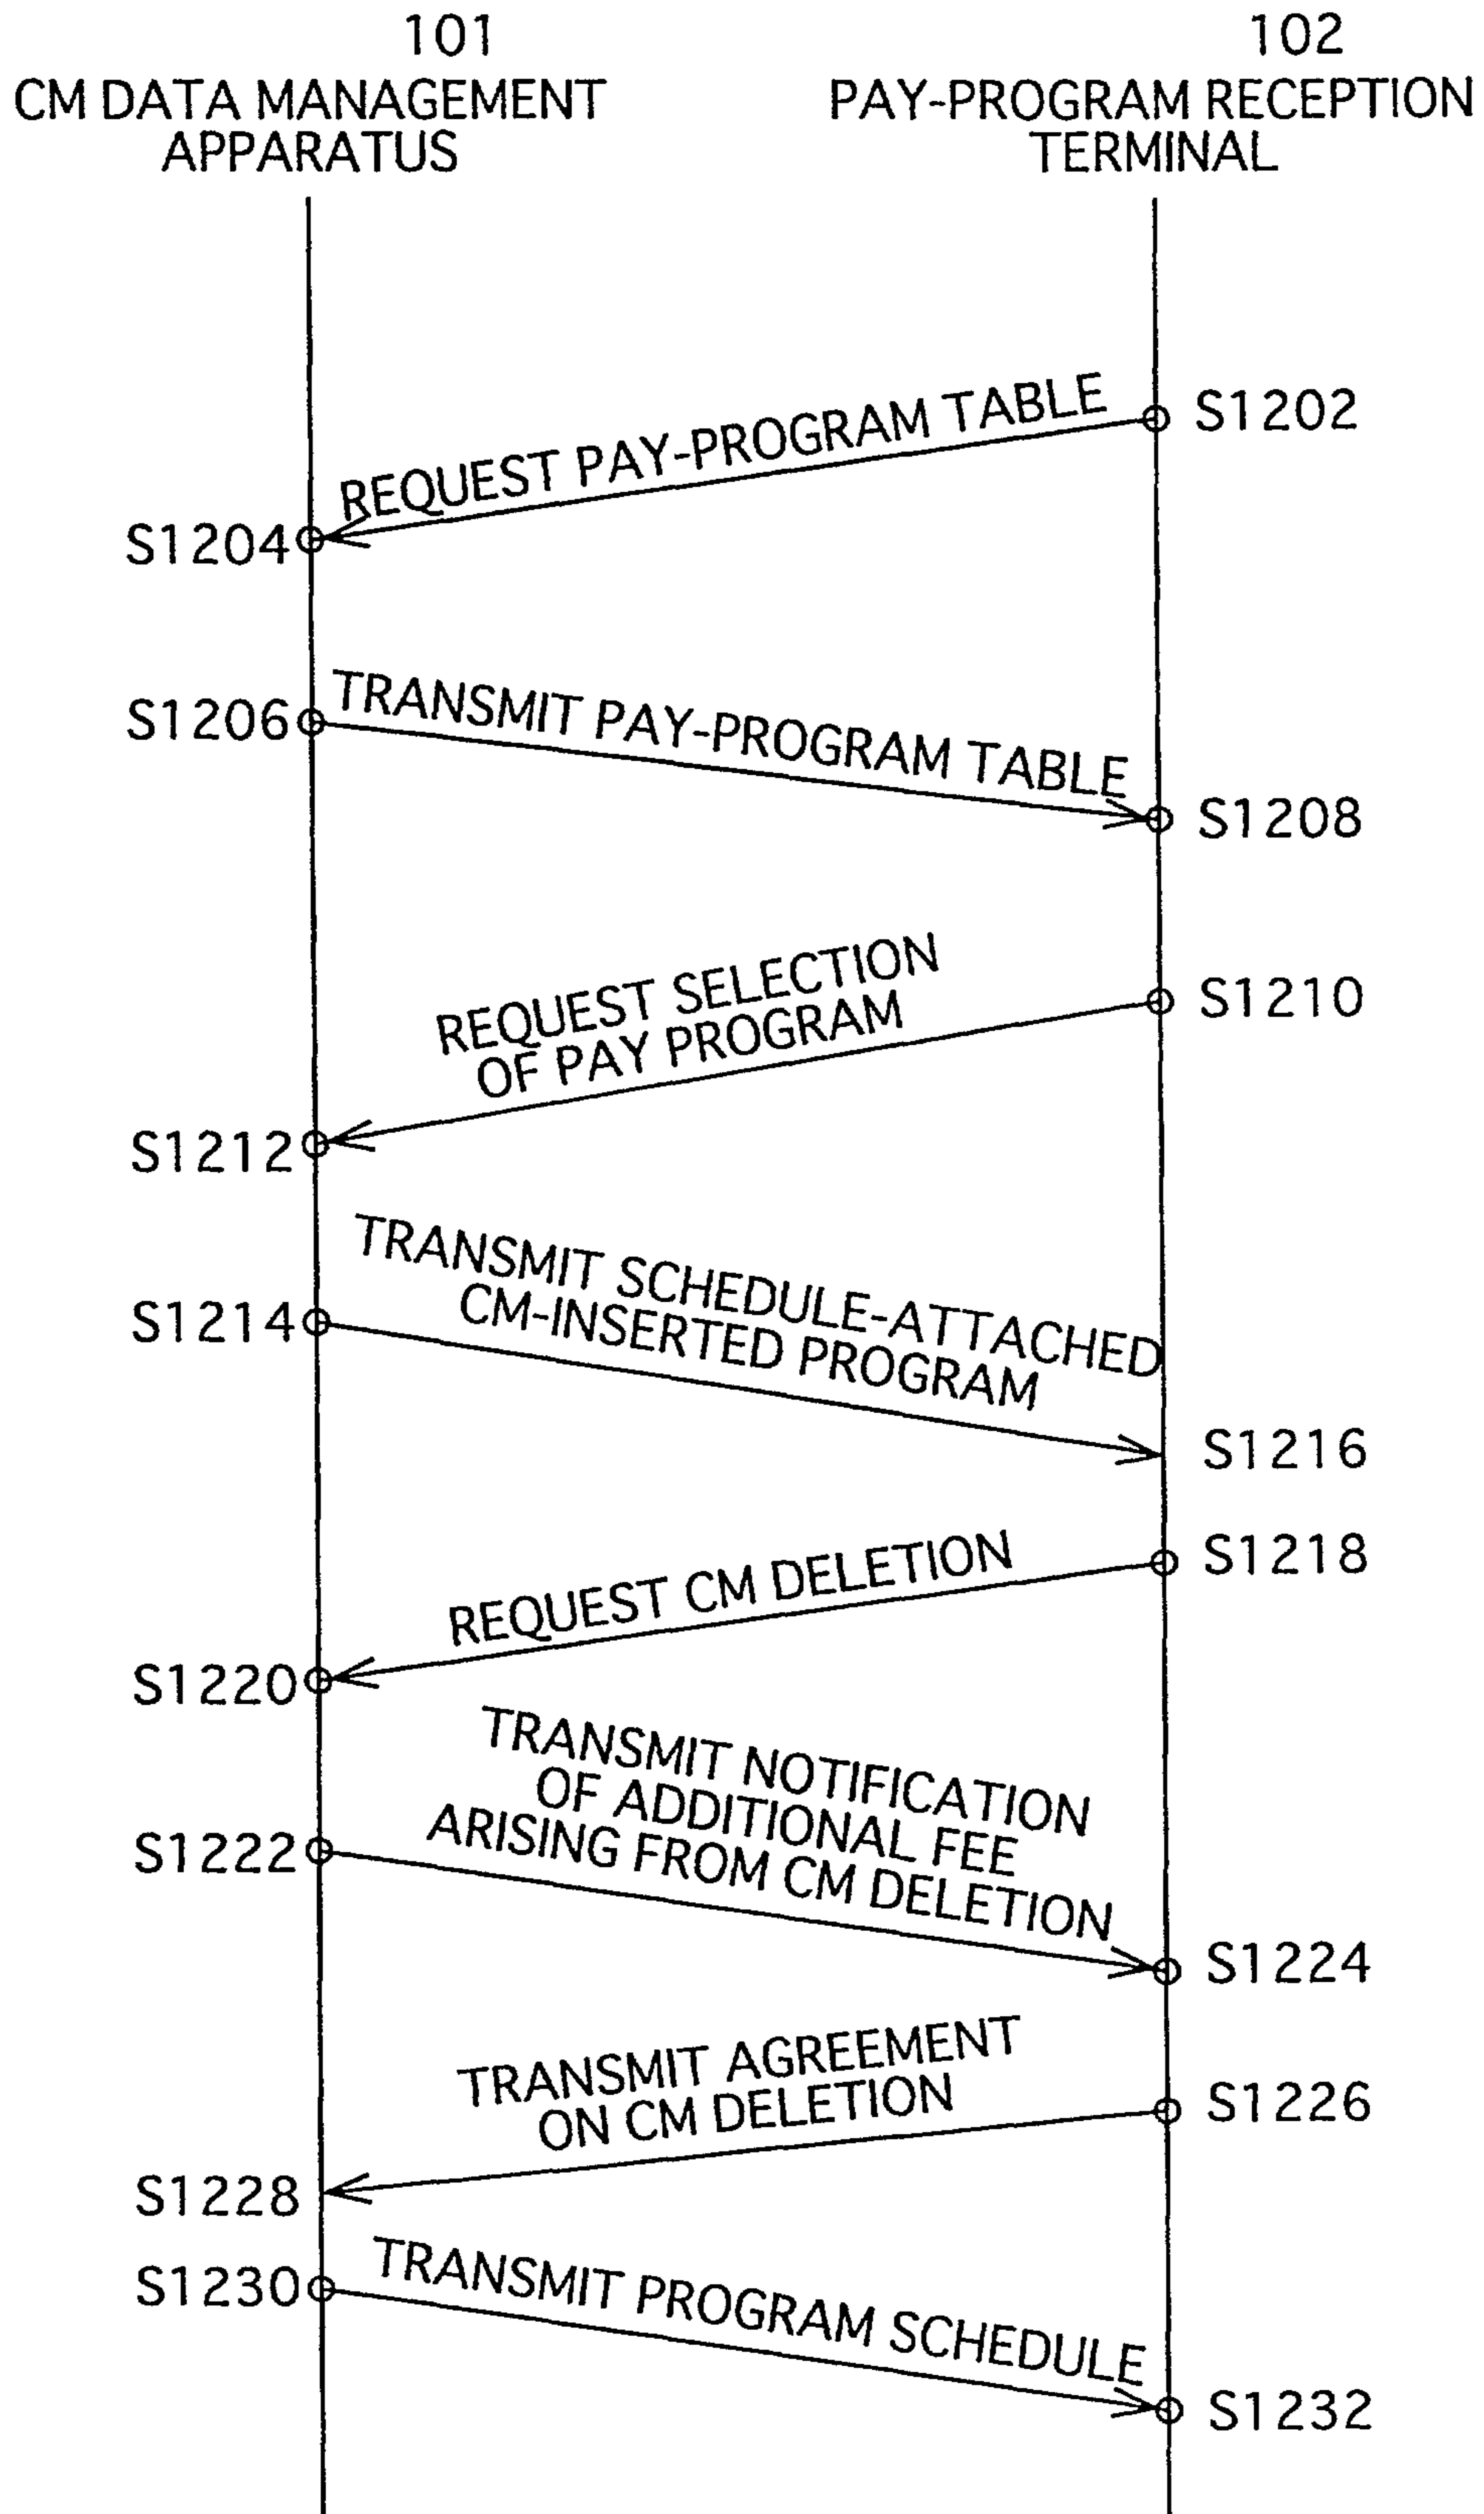 101
CM DATA MANAGEMENT
APPARATUS
102
PAY-PROGRAM RECEPTION
TERMINAL
REQUEST PAY-PROGRAM TABLE
S1202
S1204
TRANSMIT PAY-PROGRAM TABLE
S1206
S1208
REQUEST SELECTION
OF PAY PROGRAM
S1210
S1212
TRANSMIT SCHEDULE-ATTACHED
CM-INSERTED PROGRAM
S1214
S1216
REQUEST CM DELETION
S1218
S1220
TRANSMIT NOTIFICATION
OF ADDITIONAL FEE
ARISING FROM CM DELETION
S1222
S1224
TRANSMIT AGREEMENT
ON CM DELETION
S1226
S1228
TRANSMIT PROGRAM SCHEDULE
S1230
S1232